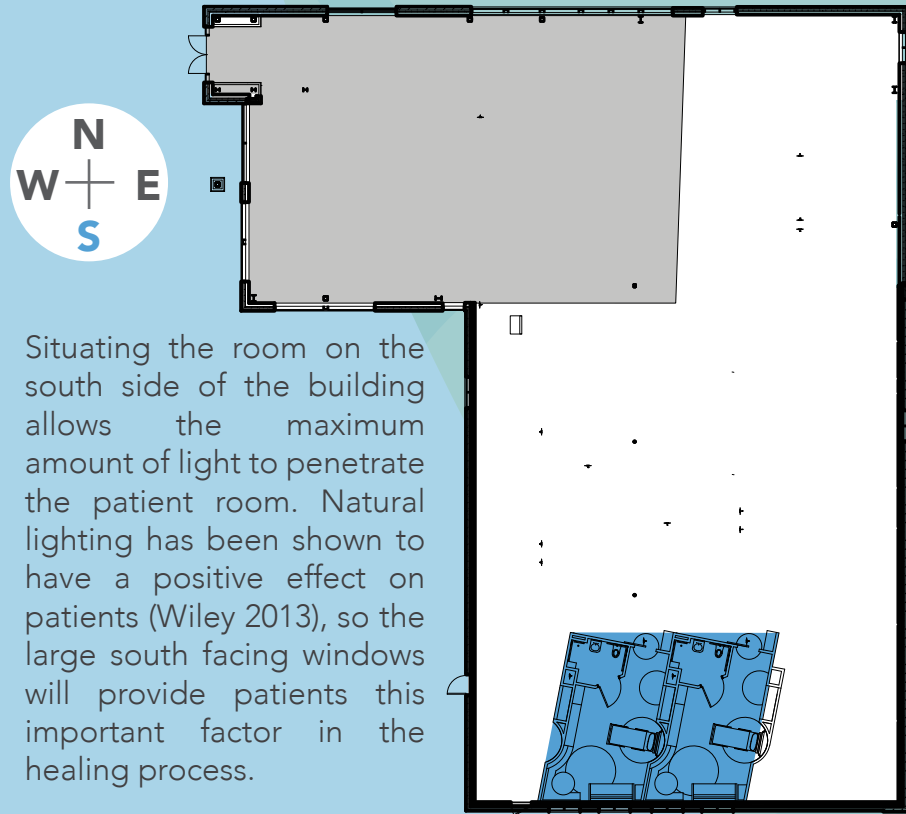 N
W E
S
Situating the room on the
south side of the building
allows the maximum
amount of light to penetrate
the patient room. Natural
lighting has been shown to
have a positive effect on
patients (Wiley 2013), so the
large south facing windows
will provide patients this
important factor in the
healing process.